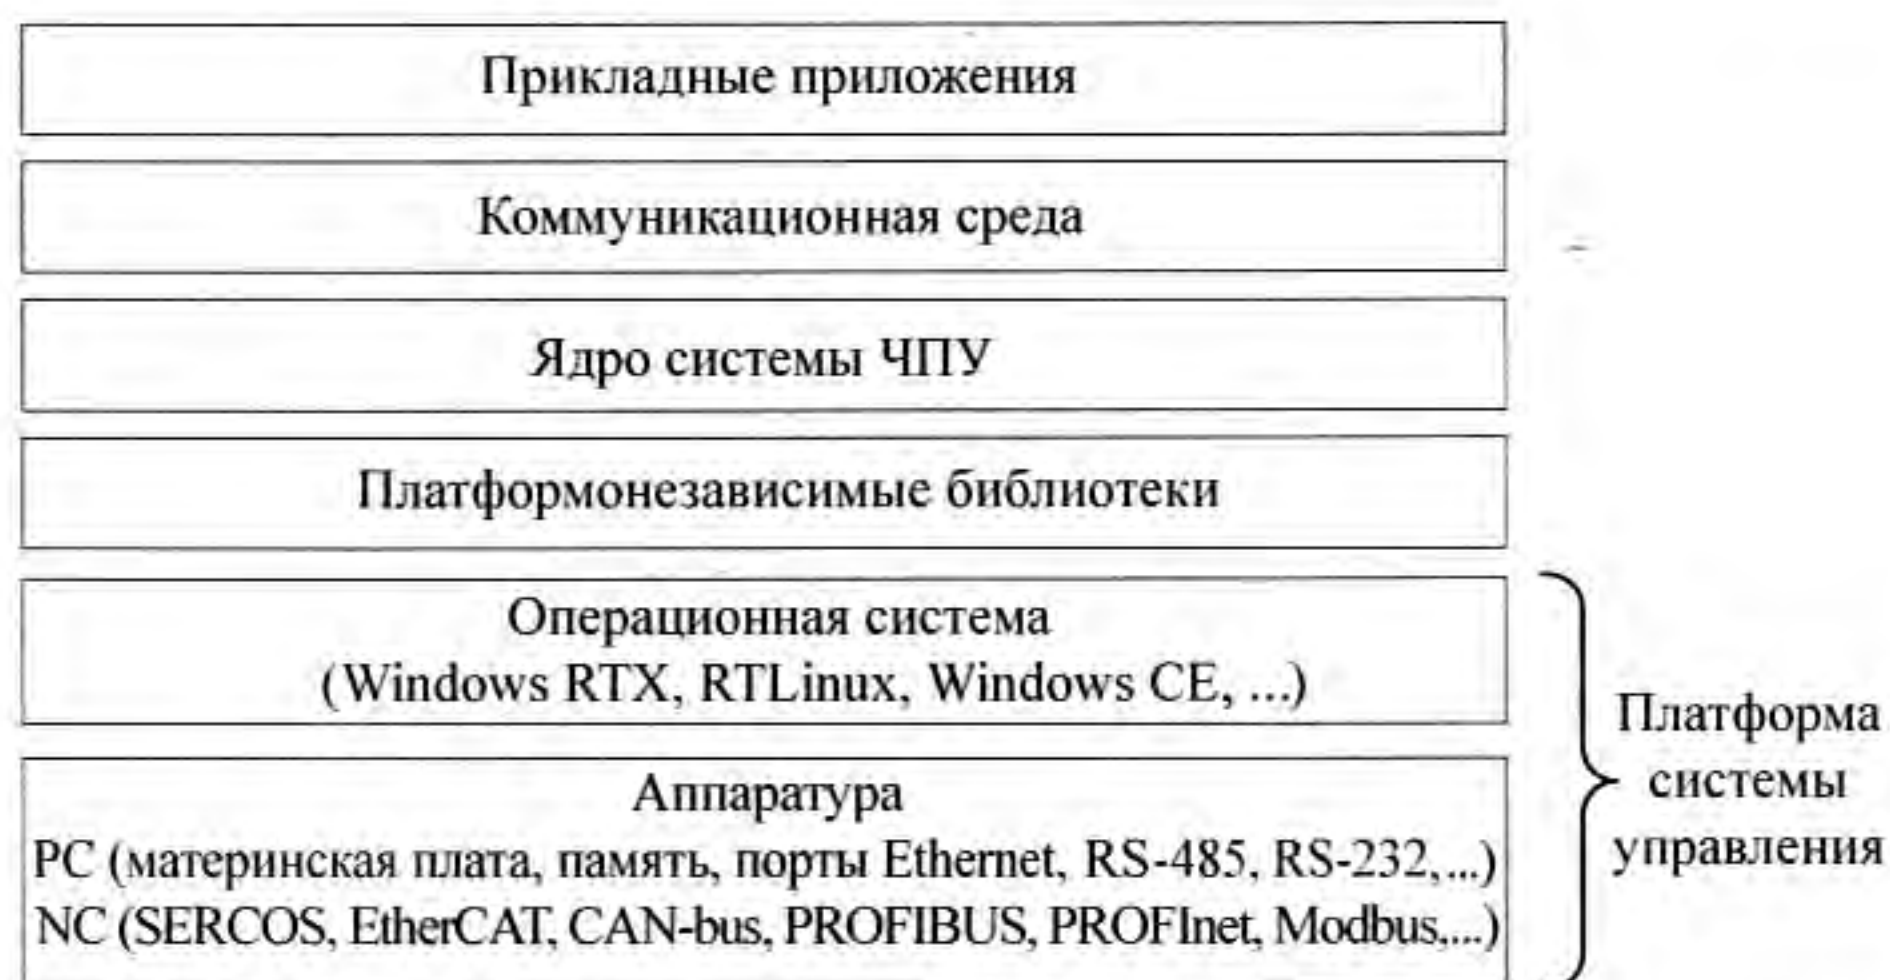 Прикладные приложения
Коммуникационная среда
Ядро системы ЧПУ
Платформонезависимые библиотеки
Операционная система
(Windows RTX, RTLinux, Windows CE, ...)
Аппаратура
PC (материнская плата, память, порты Ethernet, RS-485, RS-232,...)
NC (SERCOS, EtherCAT, CAN-bus, PROFIBUS, PROFInet, Modbus,...)
Платформа
системы
управления